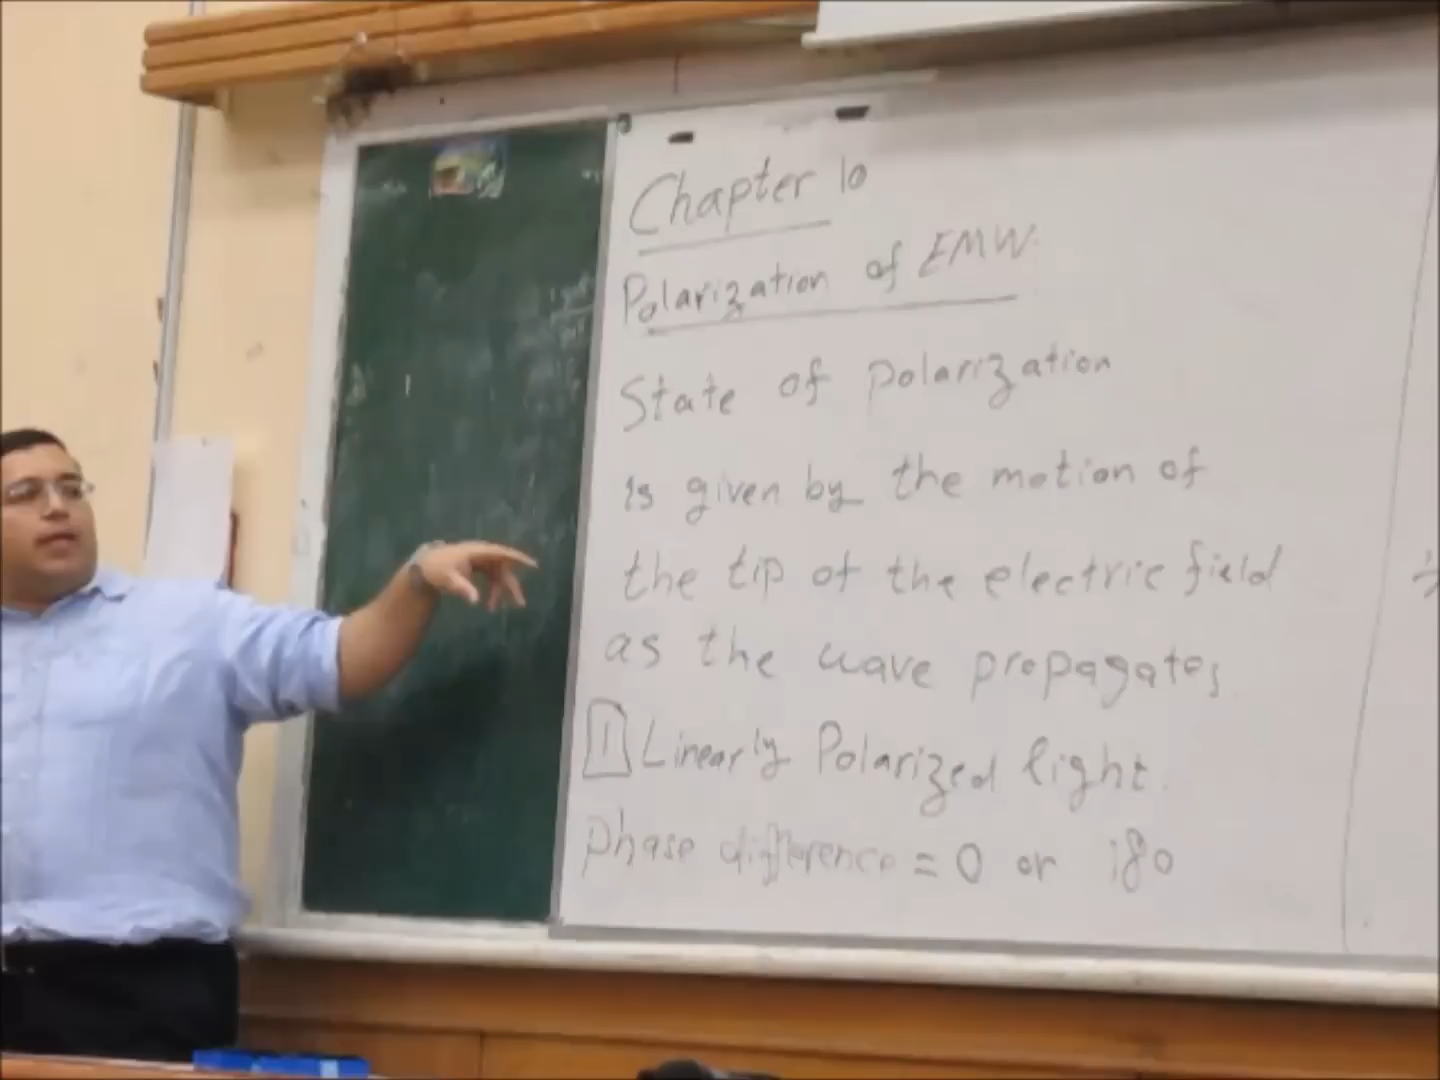 Chapter 10
Polarization of EMW
State of polarization
is given by the motion of
the tip of the electric field
as the wave propagates
1 Linearly Polarized light.
Phase difference = 0 or 180